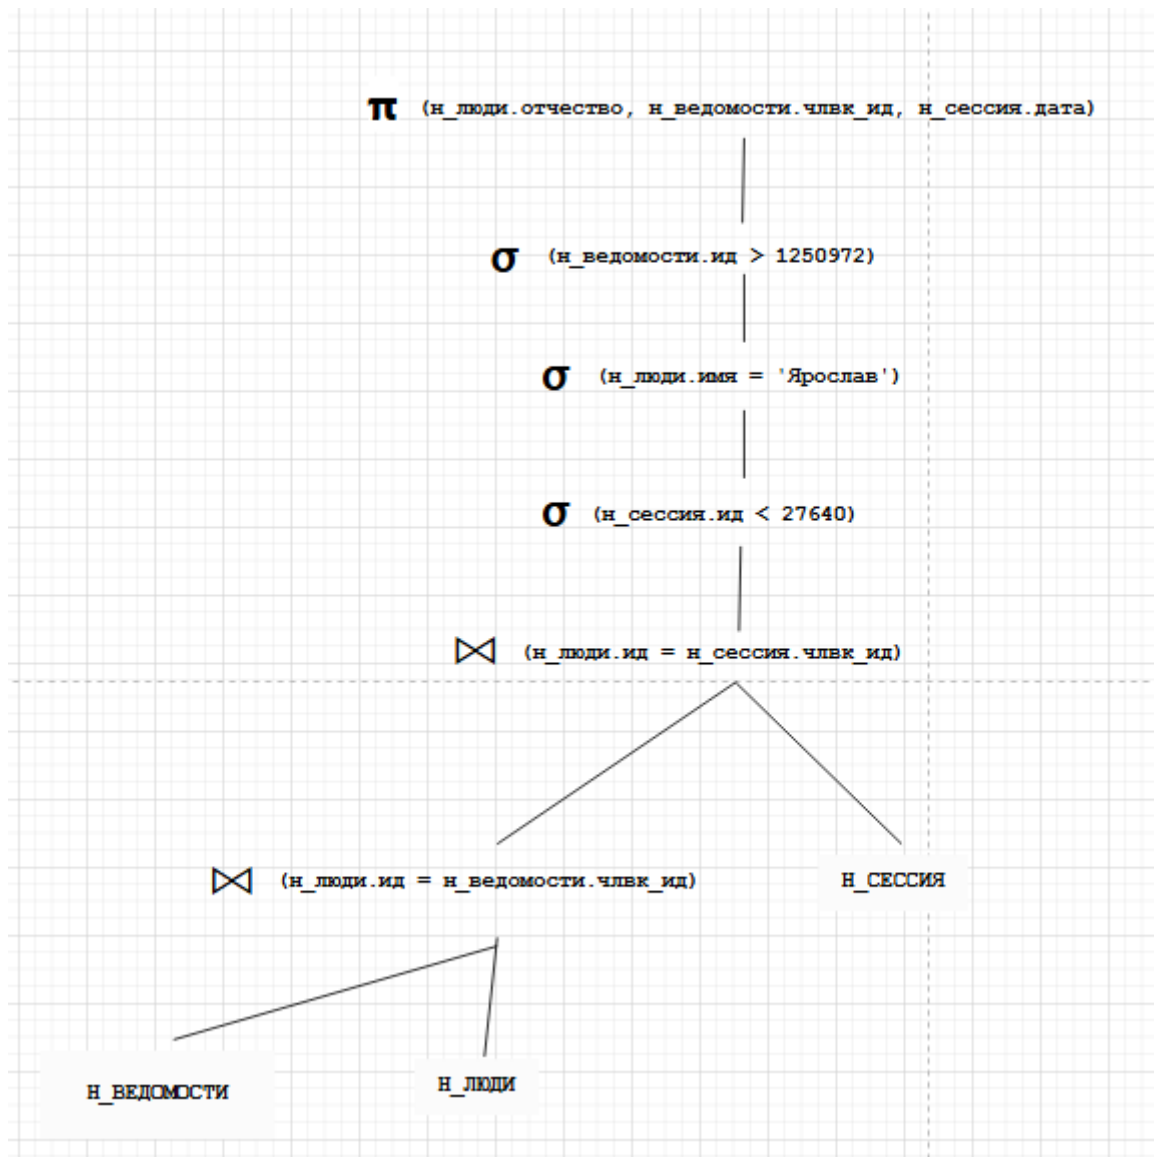 π (н_люди.отчество, н_ведомости.члвк_ид, н_сессия.дата)
σ (н_ведомости.ид > 1250972)
σ (н_люди.имя = 'Ярослав')
σ (н_сессия.ид < 27640)
⋈ (н_люди.ид = н_сессия.члвк_ид)
⋈ (н_люди.ид = н_ведомости.члвк_ид)
Н_СЕССИЯ
Н_ВЕДОМОСТИ
Н_ЛЮДИ